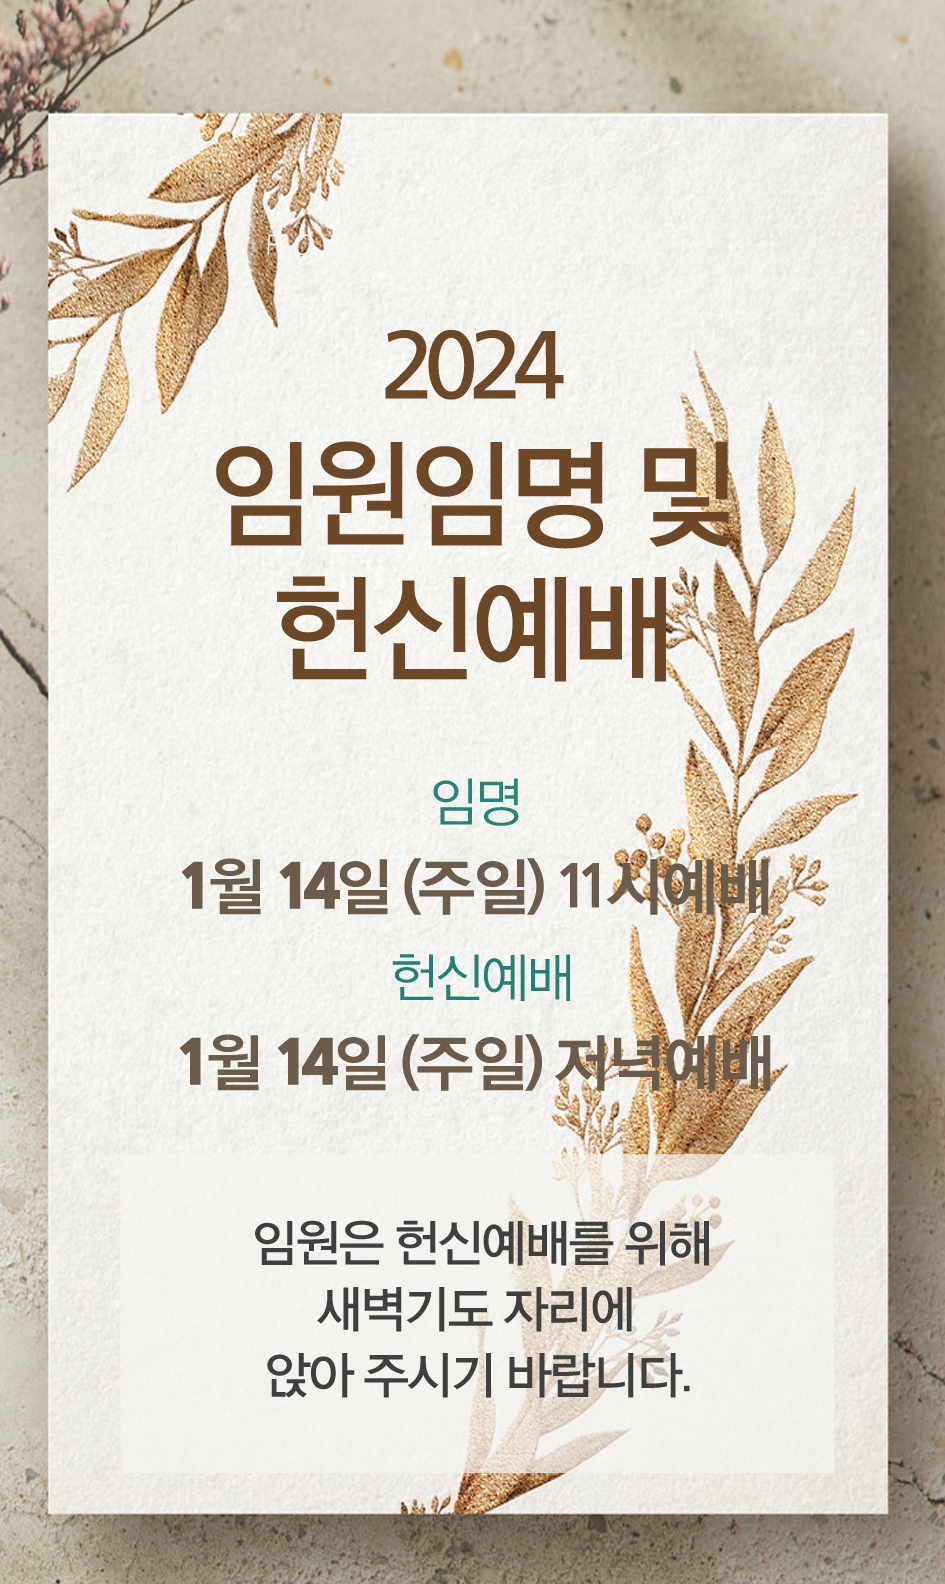 2024
임원임명 및
헌신예배
임명
1월 14일 (주일) 11시예배
헌신예배
1월 14일 (주일) 저녁예배
임원은 헌신예배를 위해
새벽기도 자리에
앉아 주시기 바랍니다.